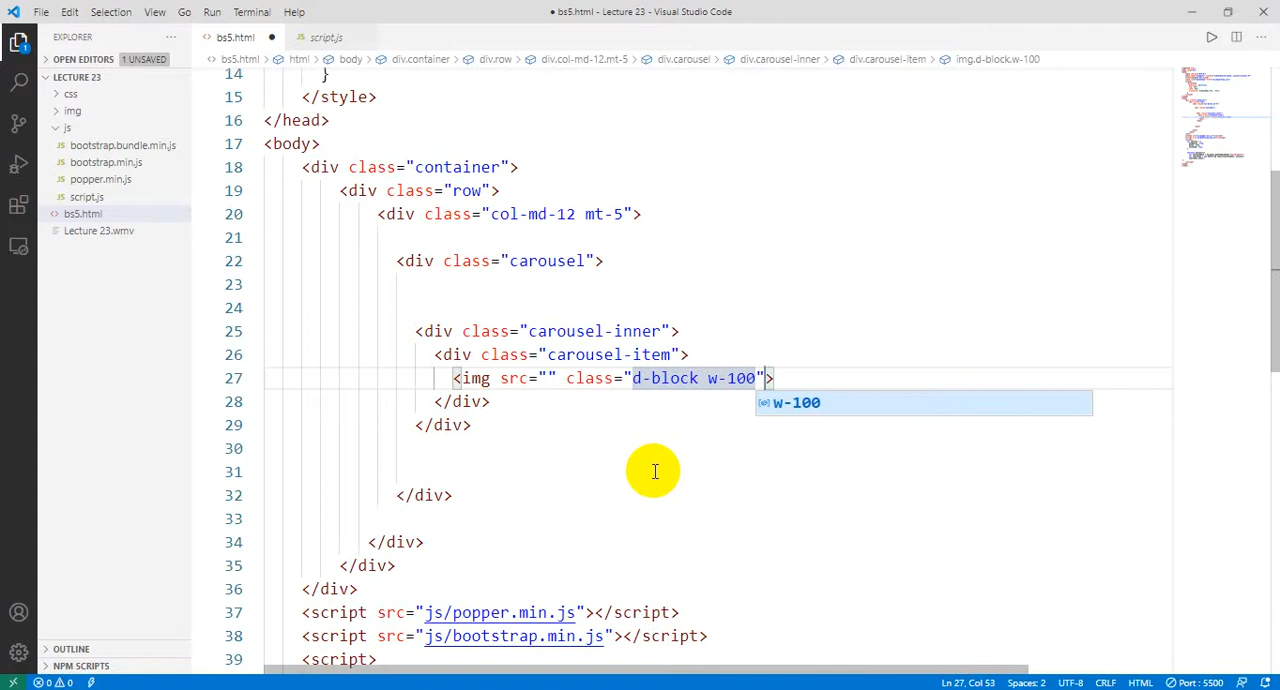 File Edit Selection View Go Run Terminal Help
● bs5.html - Lecture 23 - Visual Studio Code
EXPLORER ···
<> bs5.html ●
JS script.js
OPEN EDITORS 1 UNSAVED
<> bs5.html > html > body > div.container > div.row > div.col-md-12.mt-5 > div.carousel > div.carousel-inner > div.carousel-item > img.d-block.w-100
LECTURE 23
css
img
js
JS bootstrap.bundle.min.js
JS bootstrap.min.js
JS popper.min.js
JS script.js
<> bs5.html
Lecture 23.wmv
14 }
15 </style>
16 </head>
17 <body>
18 <div class="container">
19 <div class="row">
20 <div class="col-md-12 mt-5">
21
22 <div class="carousel">
23
24
25 <div class="carousel-inner">
26 <div class="carousel-item">
27 <img src="" class="d-block w-100">
w-100
28 </div>
29 </div>
30
31
32 </div>
33
34 </div>
35 </div>
36 </div>
37 <script src="js/popper.min.js"></script>
38 <script src="js/bootstrap.min.js"></script>
39 <script>
OUTLINE
NPM SCRIPTS
1
0 0 Ln 27, Col 53 Spaces: 2 UTF-8 CRLF HTML Port : 5500